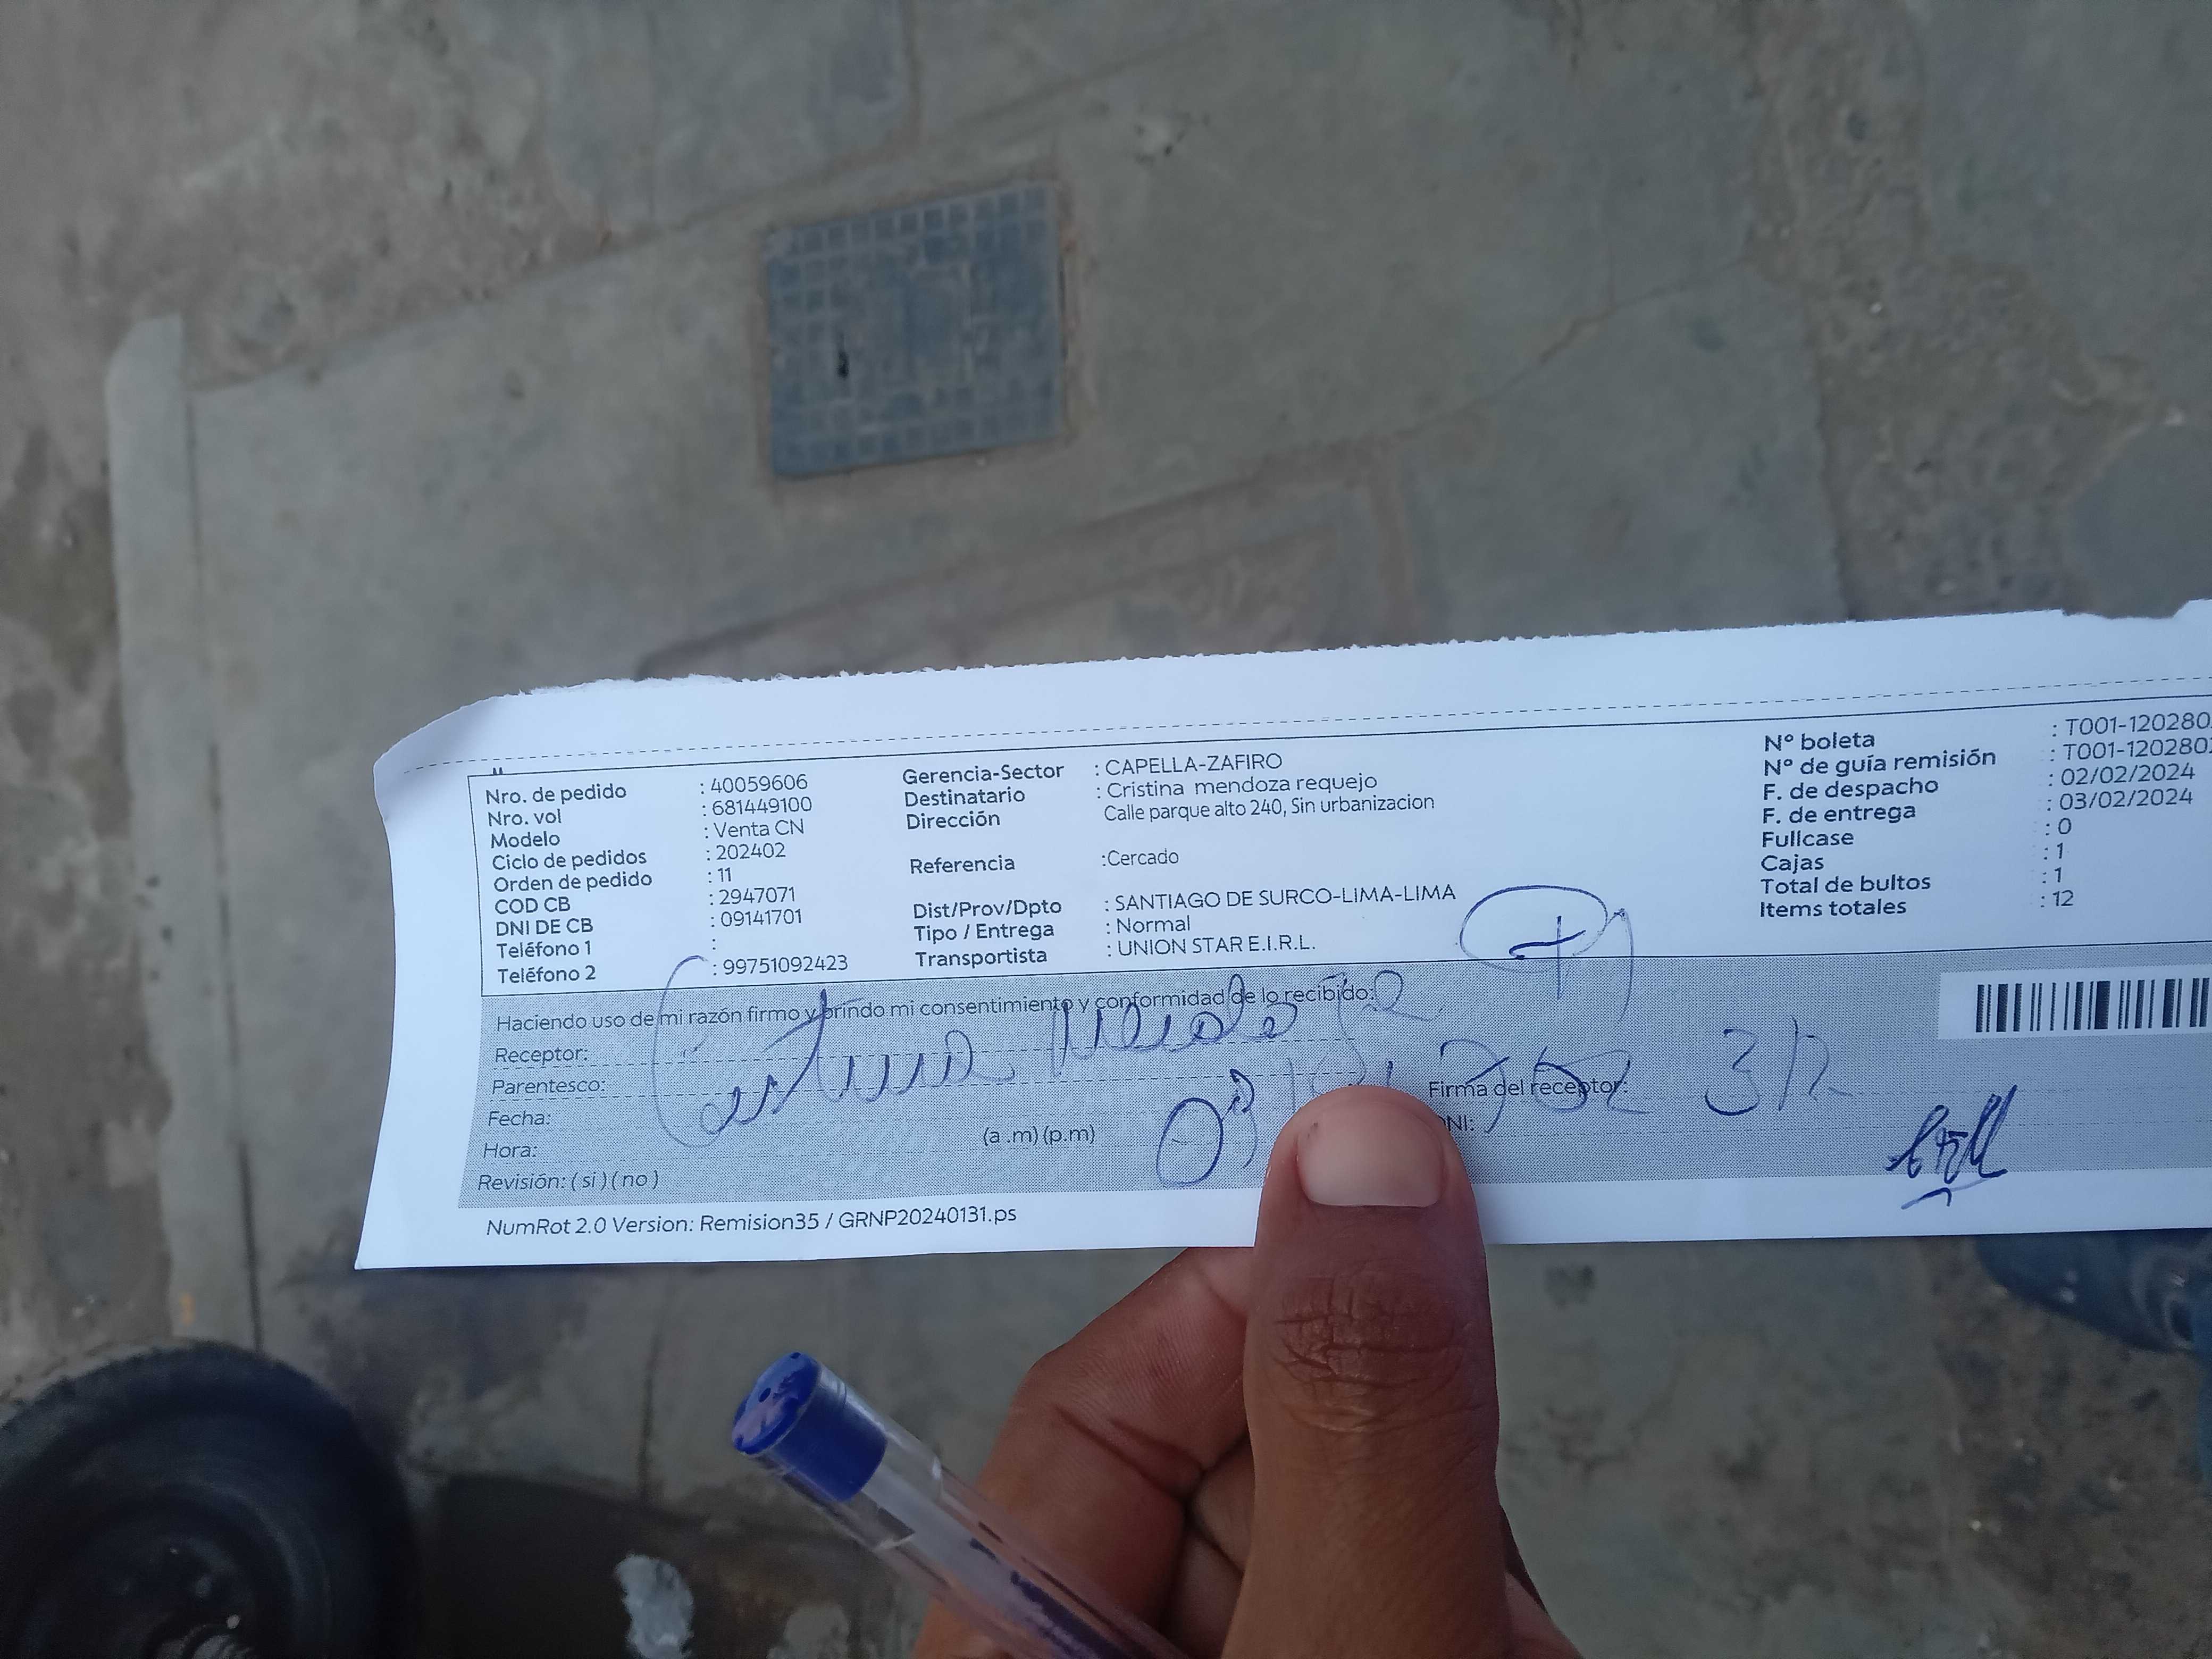 Nro. de pedido : 40059606
Nro. vol : 681449100
Modelo : Venta CN
Ciclo de pedidos : 202402
Orden de pedido : 11
COD CB : 2947071
DNI DE CB : 09141701
Teléfono 1 :
Teléfono 2 : 99751092423
Gerencia-Sector : CAPELLA-ZAFIRO
Destinatario : Cristina mendoza requejo
Dirección Calle parque alto 240, Sin urbanizacion
Referencia :Cercado
Dist/Prov/Dpto : SANTIAGO DE SURCO-LIMA-LIMA
Tipo / Entrega : Normal
Transportista : UNION STAR E.I.R.L.
Nº boleta : T001-120280
Nº de guía remisión : T001-120280
F. de despacho : 02/02/2024
F. de entrega : 03/02/2024
Fullcase : 0
Cajas : 1
Total de bultos : 1
Items totales : 12
Haciendo uso de mi razón firmo y brindo mi consentimiento y conformidad de lo recibido:
Receptor:
Parentesco:
Fecha:
Hora: (a .m) (p.m)
Revisión: ( si ) ( no )
Firma del receptor:
NumRot 2.0 Version: Remision35 / GRNP20240131.ps